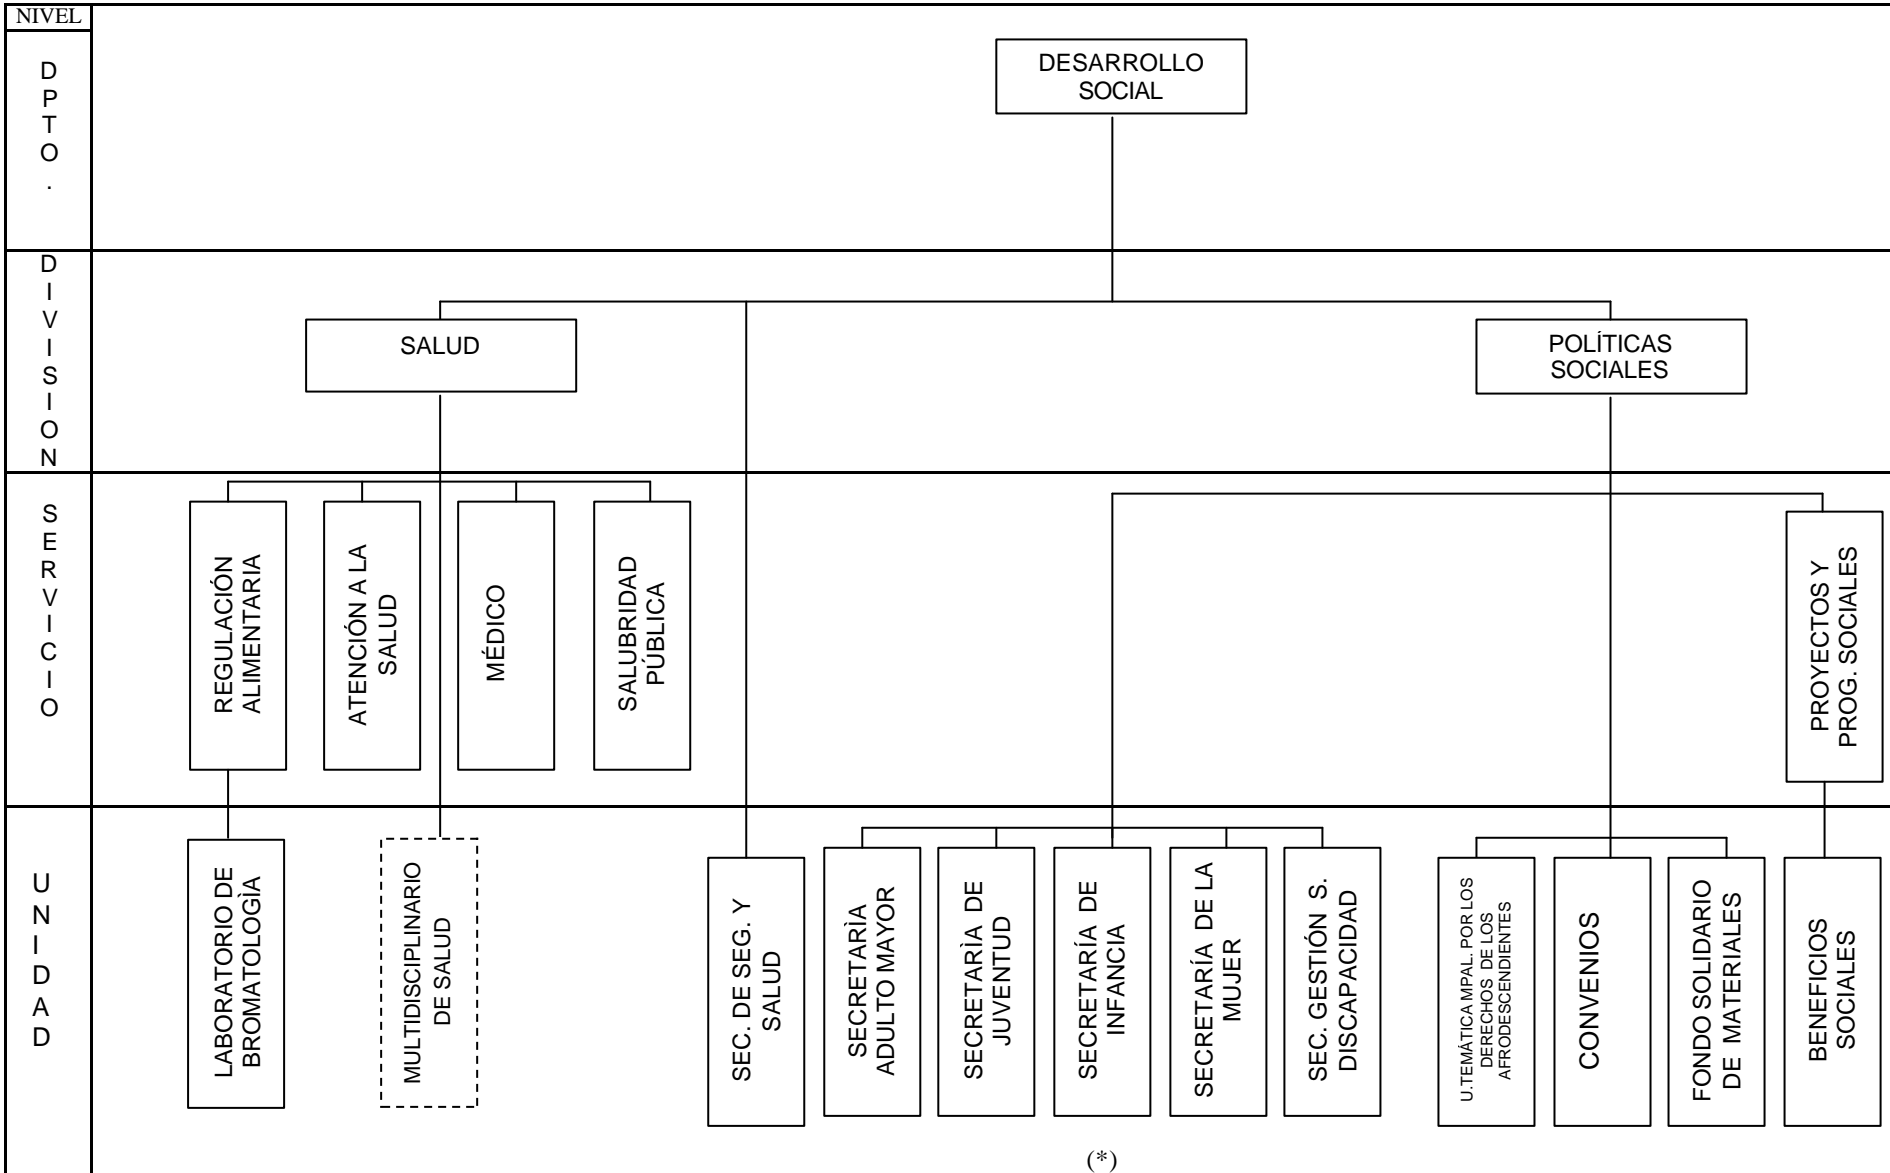 NIVEL
DPTO.
DESARROLLO
SOCIAL
DIVISION
SALUD
POLÍTICAS
SOCIALES
SERVICIO
REGULACIÓN
ALIMENTARIA
ATENCIÓN A LA
SALUD
MÉDICO
SALUBRIDAD
PÚBLICA
PROYECTOS Y
PROG. SOCIALES
UNIDAD
LABORATORIO DE
BROMATOLOGÌA
MULTIDISCIPLINARIO
DE SALUD
SEC. DE SEG. Y
SALUD
SECRETARÌA
ADULTO MAYOR
SECRETARÌA DE
JUVENTUD
SECRETARÍA DE
INFANCIA
SECRETARÍA DE LA
MUJER
SEC. GESTIÓN S.
DISCAPACIDAD
U.TEMÁTICA MPAL. POR LOS
DERECHOS DE LOS
AFRODESCENDIENTES
CONVENIOS
FONDO SOLIDARIO
DE MATERIALES
BENEFICIOS
SOCIALES
(*)